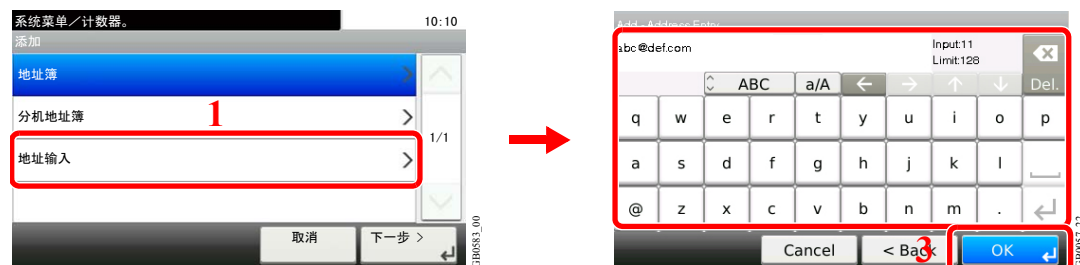 系统菜单／计数器。
10:10
添加
地址簿
分机地址簿
1
1/1
地址输入
取消
下一步 >
GB0583_00
Add - Address Entry
abc@def.com
Input:11
Limit:128
ABC
a/A
Del.
q w e r t y u i o p
a s d f g h j k l
@ z x c v b n m .
Cancel
< Back
3
OK